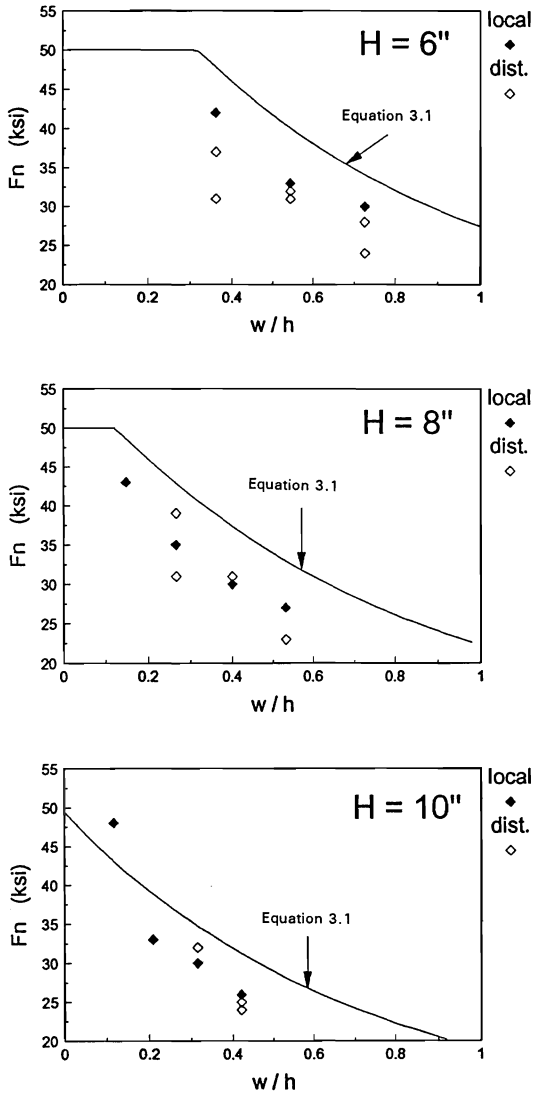 local
dist.
H = 6"
Equation 3.1
Fn (ksi)
55
50
45
40
35
30
25
20
0
0.2
0.4
0.6
0.8
1
w / h
local
dist.
H = 8"
Equation 3.1
Fn (ksi)
55
50
45
40
35
30
25
20
0
0.2
0.4
0.6
0.8
1
w / h
local
dist.
H = 10"
Equation 3.1
Fn (ksi)
55
50
45
40
35
30
25
20
0
0.2
0.4
0.6
0.8
1
w / h